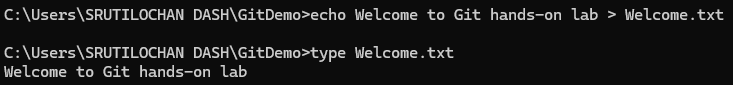 C:\Users\SRUTILOCHAN DASH\GitDemo>echo Welcome to Git hands-on lab > Welcome.txt
C:\Users\SRUTILOCHAN DASH\GitDemo>type Welcome.txt
Welcome to Git hands-on lab